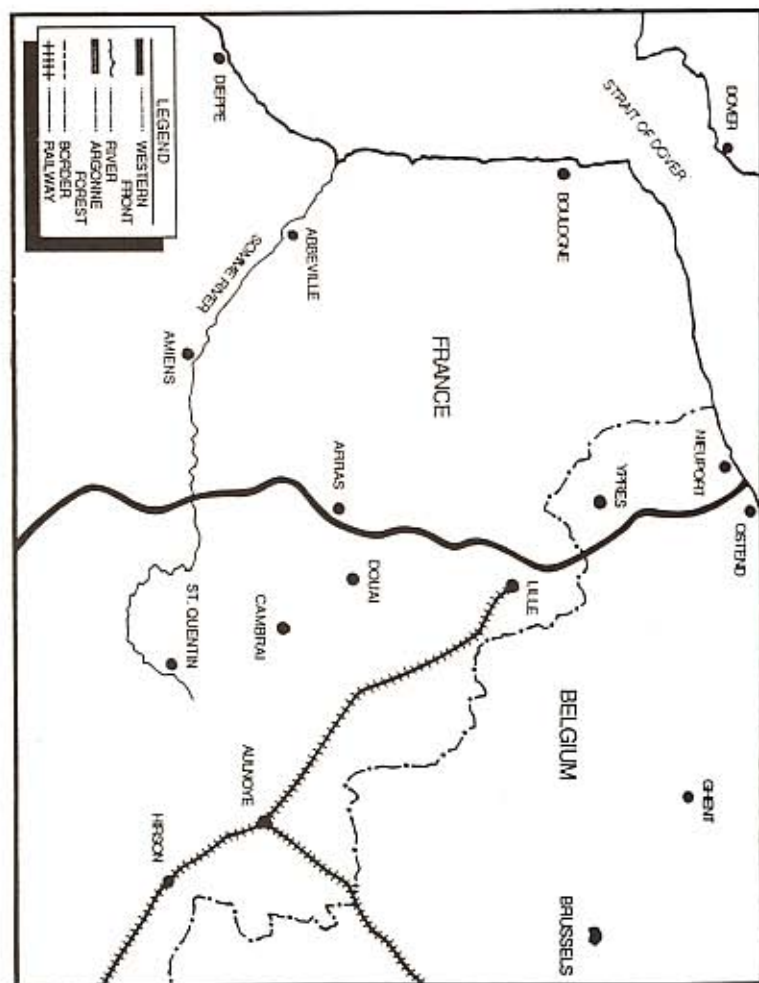 DOVER
OSTEND
STRAIT OF DOVER
NIEUPORT
GHENT
YPRES
BRUSSELS
BOULOGNE
BELGIUM
LILLE
FRANCE
DOUAI
ARRAS
ABBEVILLE
CAMBRAI
SOMME RIVER
AULNOYE
DIEPPE
ST. QUENTIN
AMIENS
HIRSON
LEGEND
WESTERN
FRONT
RIVER
ARGONNE
FOREST
BORDER
RAILWAY